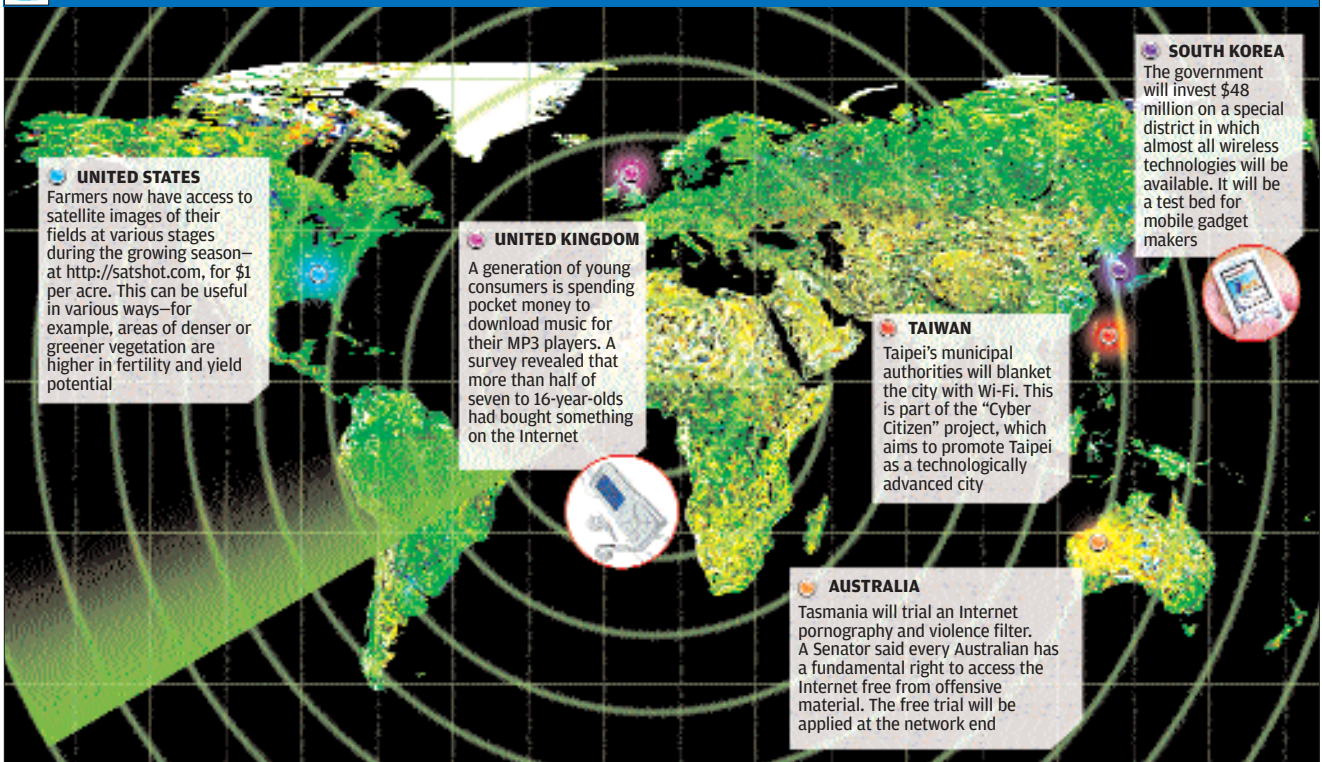 UNITED STATES
Farmers now have access to
satellite images of their
fields at various stages
during the growing season—
at http://satshot.com, for $1
per acre. This can be useful
in various ways—for
example, areas of denser or
greener vegetation are
higher in fertility and yield
potential
UNITED KINGDOM
A generation of young
consumers is spending
pocket money to
download music for
their MP3 players. A
survey revealed that
more than half of
seven to 16-year-olds
had bought something
on the Internet
SOUTH KOREA
The government
will invest $48
million on a special
district in which
almost all wireless
technologies will be
available. It will be
a test bed for
mobile gadget
makers
TAIWAN
Taipei's municipal
authorities will blanket
the city with Wi-Fi. This
is part of the “Cyber
Citizen” project, which
aims to promote Taipei
as a technologically
advanced city
AUSTRALIA
Tasmania will trial an Internet
pornography and violence filter.
A Senator said every Australian has
a fundamental right to access the
Internet free from offensive
material. The free trial will be
applied at the network end